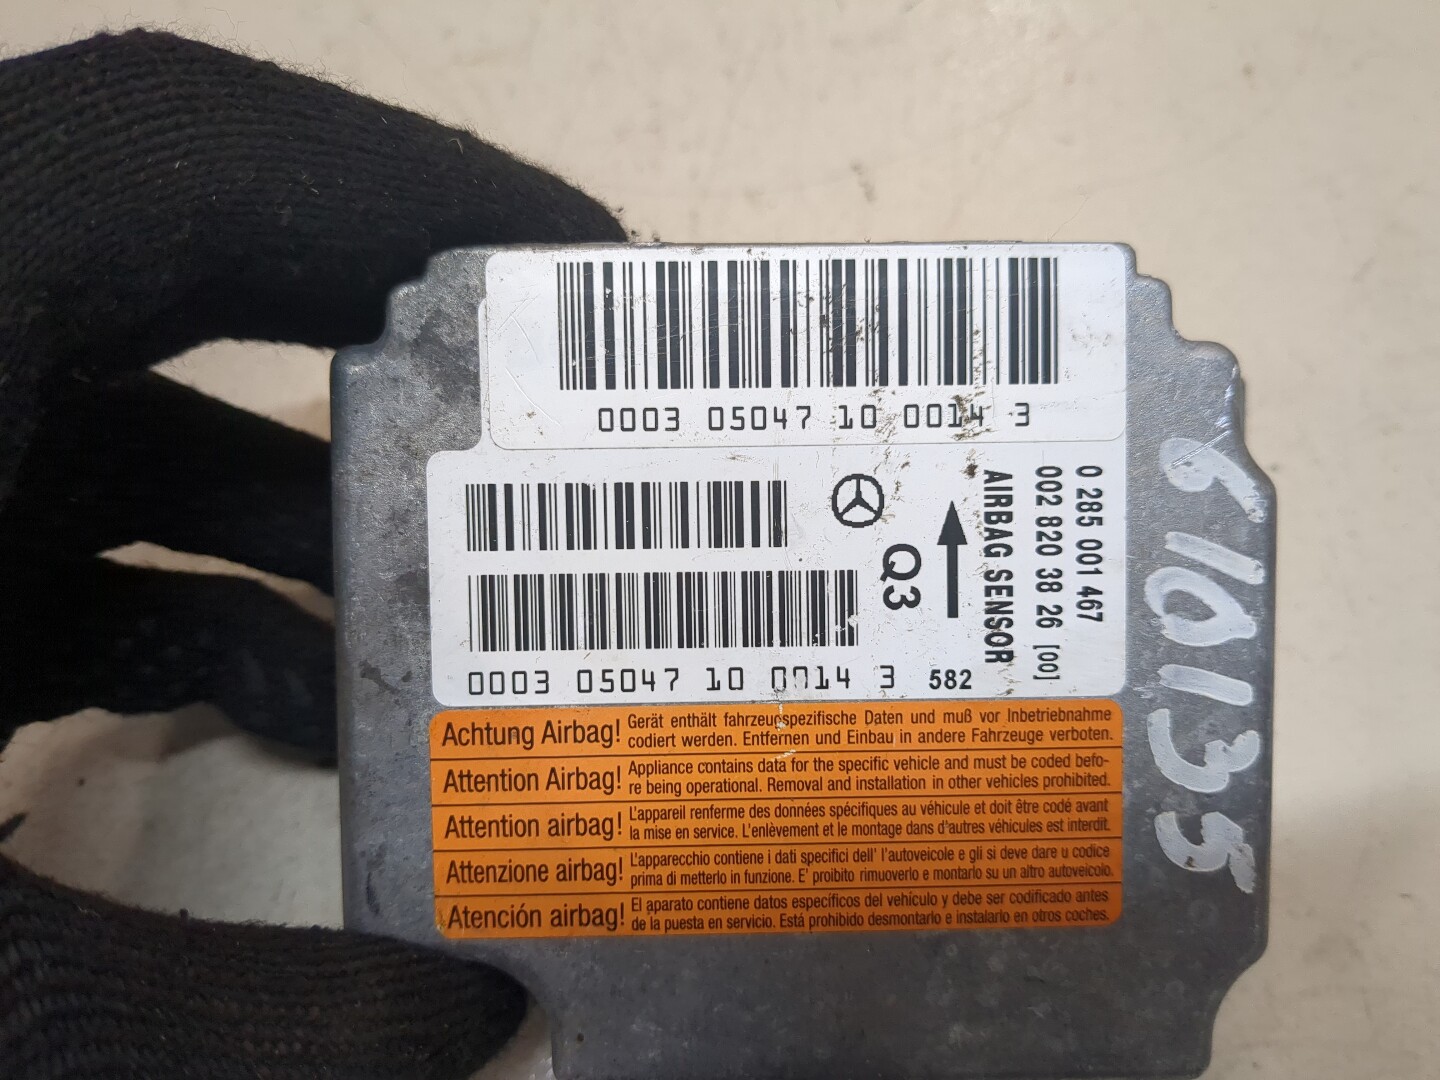 0003 05047 10 0014 3
0 285 001 467
002 820 38 26 [00]
AIRBAG SENSOR
Q3
0003 05047 10 0014 3 582
Achtung Airbag! Gerät enthält fahrzeugspezifische Daten und muß vor Inbetriebnahme
codiert werden. Entfernen und Einbau in andere Fahrzeuge verboten.
Attention Airbag! Appliance contains data for the specific vehicle and must be coded befo-
re being operational. Removal and installation in other vehicles prohibited.
Attention airbag! L'appareil renferme des données spécifiques au véhicule et doit être codé avant
la mise en service. L'enlèvement et le montage dans d'autres véhicules est interdit.
Attenzione airbag! L'apparecchio contiene i dati specifici dell' l'autoveicole e gli si deve dare u codice
prima di metterlo in funzione. E' proibito rimuoverlo e montarlo su un altro autoveicolo.
Atención airbag! El aparato contiene datos específicos del vehículo y debe ser codificado antes
de la puesta en servicio. Está prohibido desmontarlo e instalarlo en otros coches.
610135